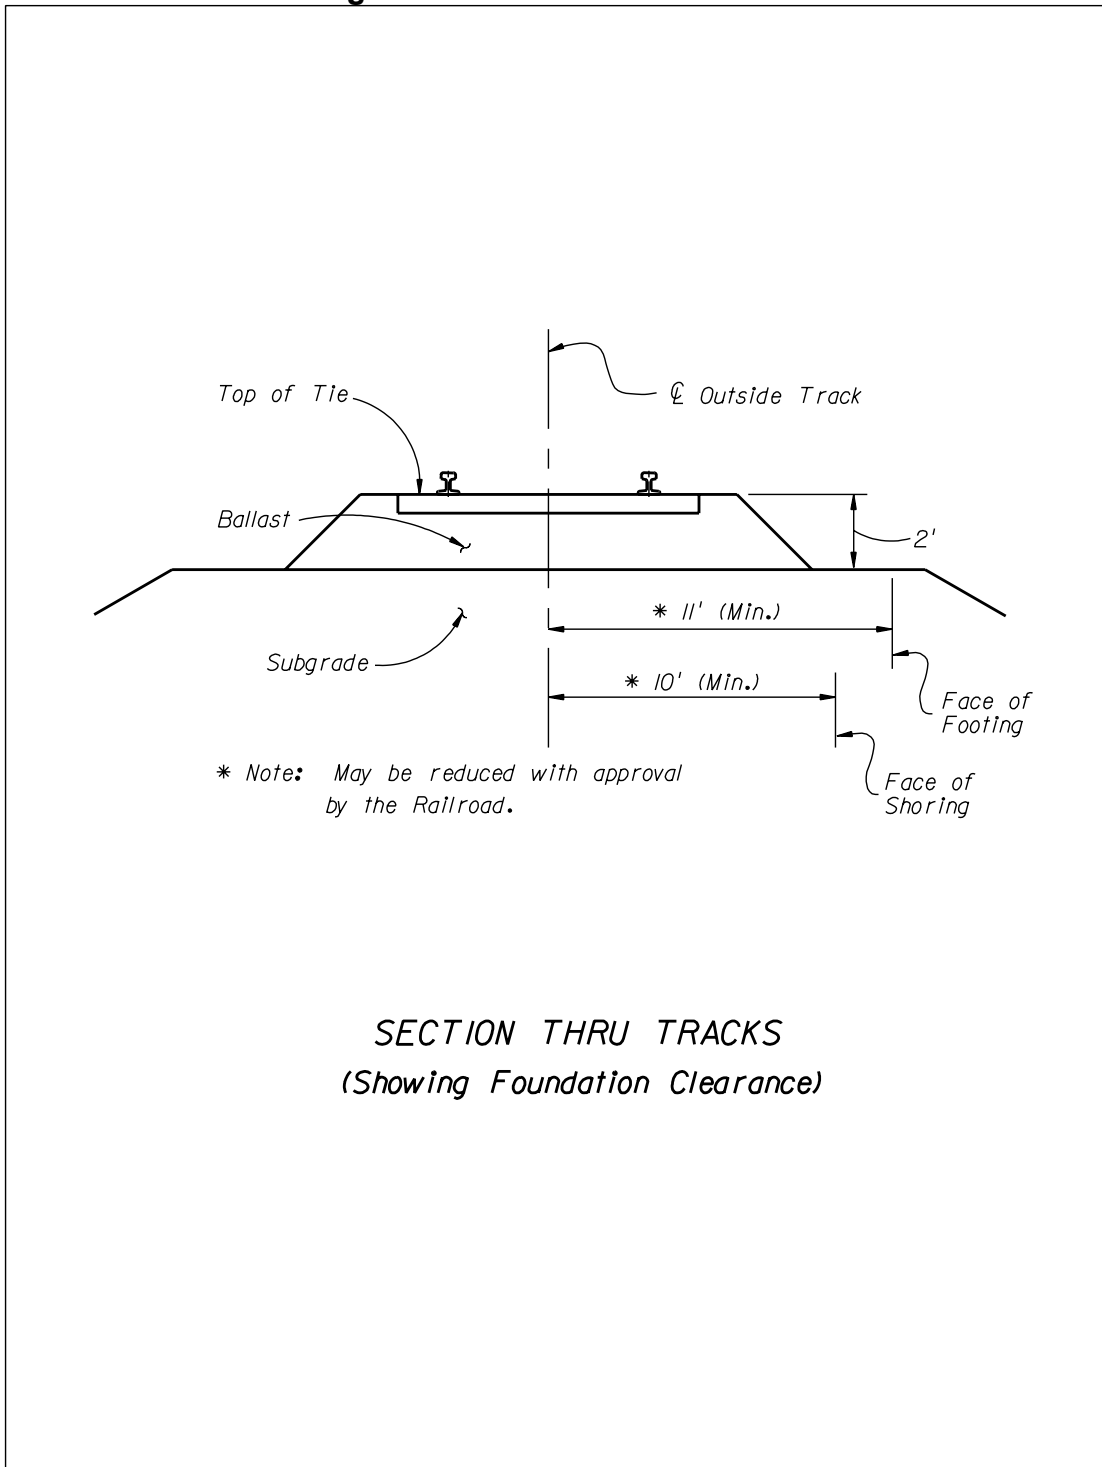 Top of Tie
℄ Outside Track
Ballast
2'
* 11' (Min.)
Subgrade
* 10' (Min.)
Face of
Footing
* Note: May be reduced with approval
by the Railroad.
Face of
Shoring
SECTION THRU TRACKS
(Showing Foundation Clearance)